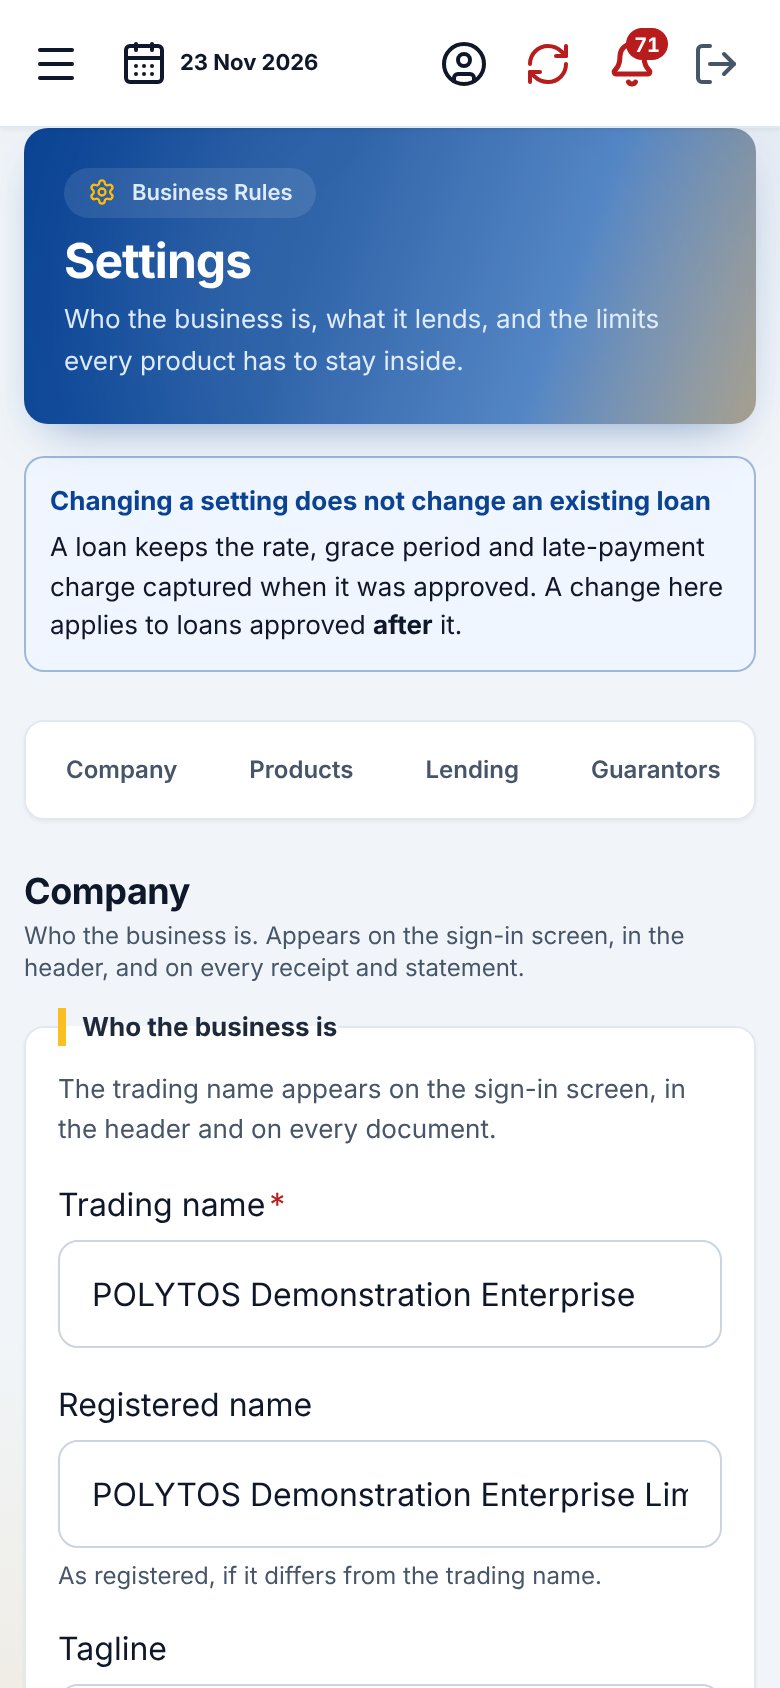 23 Nov 2026
71
Business Rules
Settings
Who the business is, what it lends, and the limits
every product has to stay inside.
Changing a setting does not change an existing loan
A loan keeps the rate, grace period and late-payment
charge captured when it was approved. A change here
applies to loans approved after it.
Company Products Lending Guarantors
Company
Who the business is. Appears on the sign-in screen, in the
header, and on every receipt and statement.
Who the business is
The trading name appears on the sign-in screen, in
the header and on every document.
Trading name*
POLYTOS Demonstration Enterprise
Registered name
POLYTOS Demonstration Enterprise Lim
As registered, if it differs from the trading name.
Tagline